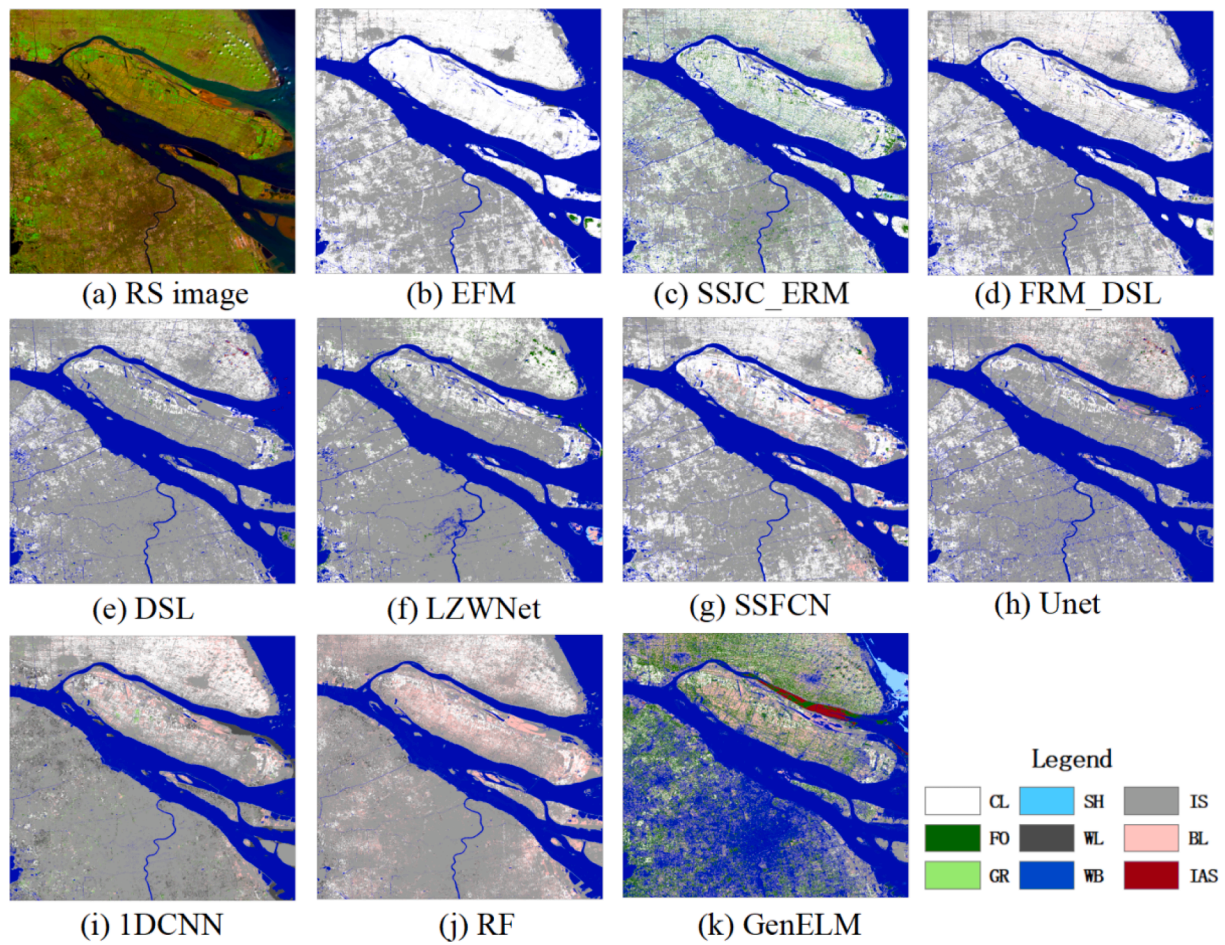 (a) RS image
(b) EFM
(c) SSJC_ERM
(d) FRM_DSL
(e) DSL
(f) LZWNet
(g) SSFCN
(h) Unet
(i) 1DCNN
(j) RF
(k) GenELM
Legend
CL SH IS
FO WL BL
GR WB IAS